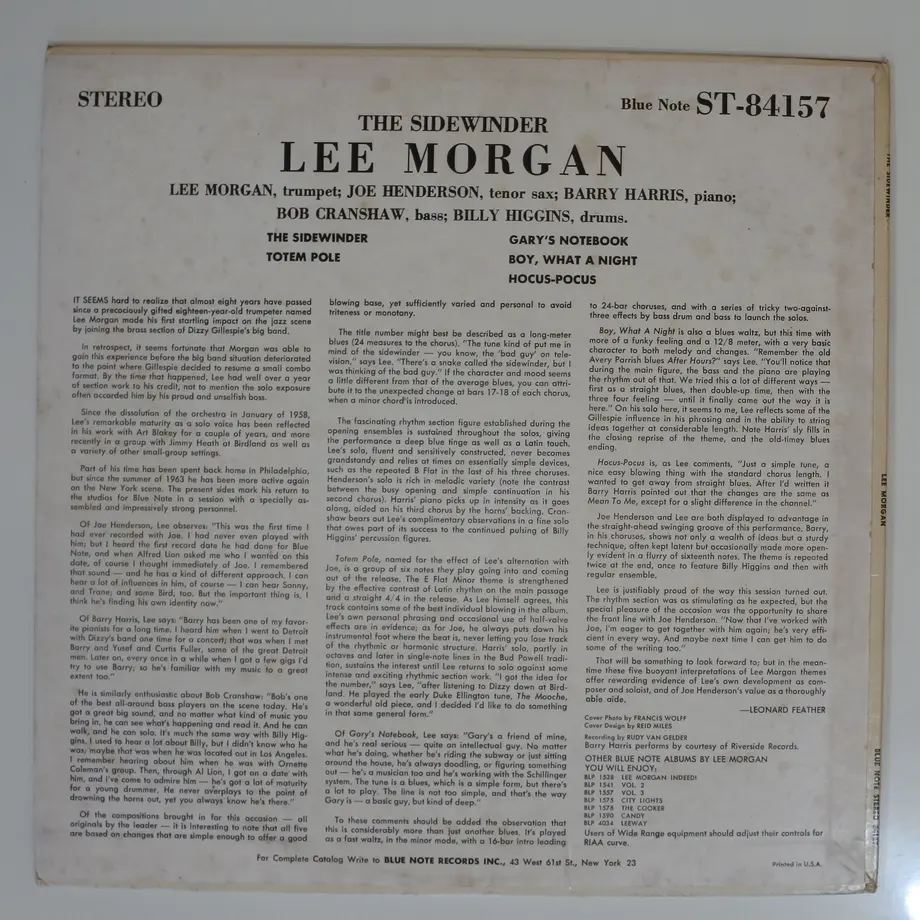 STEREO
Blue Note ST-84157
THE SIDEWINDER
LEE MORGAN
LEE MORGAN, trumpet; JOE HENDERSON, tenor sax; BARRY HARRIS, piano;
BOB CRANSHAW, bass; BILLY HIGGINS, drums.
THE SIDEWINDER
TOTEM POLE
GARY'S NOTEBOOK
BOY, WHAT A NIGHT
HOCUS-POCUS
IT SEEMS hard to realize that almost eight years have passed
since a precociously gifted eighteen-year-old trumpeter named
Lee Morgan made his first startling impact on the jazz scene
by joining the brass section of Dizzy Gillespie's big band.
In retrospect, it seems fortunate that Morgan was able to
gain this experience before the big band situation deteriorated
to the point where Gillespie decided to resume a small combo
format. By the time that happened, Lee had well over a year
of section work to his credit, not to mention the solo exposure
often accorded him by his proud and unselfish boss.
Since the dissolution of the orchestra in January of 1958,
Lee's remarkable maturity as a solo voice has been reflected
in his work with Art Blakey for a couple of years, and more
recently in a group with Jimmy Heath at Birdland as well as
a variety of other small-group settings.
Part of his time has been spent back home in Philadelphia,
but since the summer of 1963 he has been more active again
on the New York scene. The present sides mark his return to
the studios for Blue Note in a session with a specially as-
sembled and impressively strong personnel.
Of Joe Henderson, Lee observes: "This was the first time I
had ever recorded with Joe. I had never even played with
him; but I heard the first record date he had done for Blue
Note, and when Alfred Lion asked me who I wanted on this
date, of course I thought immediately of Joe. I remembered
that sound — and he has a kind of different approach. I can
hear a lot of influences in him, of course — I can hear Sonny,
and Trane, and some Bird, too. But the important thing is, I
think he's finding his own identity now."
Of Barry Harris, Lee says: "Barry has been one of my favor-
ite pianists for a long time. I heard him when I went to Detroit
with Dizzy's band one time for a concert; that was when I met
Barry and Yusef and Curtis Fuller, some of the great Detroit
men. Later on, every once in a while when I got a few gigs I'd
try to use Barry; so he's familiar with my music to a great
extent too."
He is similarly enthusiastic about Bob Cranshaw: "Bob's one
of the best all-around bass players on the scene today. He's
got a great big sound, and no matter what kind of music you
bring in, he can see what's happening and read it. And he can
walk, and he can solo. It's much the same way with Billy Hig-
gins. I used to hear a lot about Billy, but I didn't know who he
was; maybe that was when he was located out in Los Angeles.
I remember hearing about him when he was with Ornette
Coleman's group. Then, through Al Lion, I got on a date with
him, and I've come to admire him — he's got a lot of maturity
for a young drummer. He never overplays to the point of
drowning the horns out, yet you always know he's there."
Of the compositions brought in for this occasion — all
originals by the leader — it is interesting to note that all five
are based on changes that are simple enough to offer a good
blowing base, yet sufficiently varied and personal to avoid
triteness or monotony.
The title number might best be described as a long-meter
blues (24 measures to the chorus). "The tune kind of put me in
mind of the sidewinder — you know, the 'bad guy' on tele-
vision," says Lee. "There's a snake called the sidewinder, but I
was thinking of the bad guy." If the character and mood seems
a little different from that of the average blues, you can attri-
bute it to the unexpected change at bars 17-18 of each chorus,
when a minor chord is introduced.
The fascinating rhythm section figure established during the
opening ensembles is sustained throughout the solos, giving
the performance a deep blue tinge as well as a Latin touch.
Lee's solo, fluent and sensitively constructed, never becomes
grandstandy and relies at times on essentially simple devices,
such as the repeated B Flat in the last of his three choruses.
Henderson's solo is rich in melodic variety (note the contrast
between the busy opening and simple continuation in his
second chorus). Harris' piano picks up in intensity as it goes
along, aided on his third chorus by the horns' backing. Cran-
shaw bears out Lee's complimentary observations in a fine solo
that owes part of its success to the continued pulsing of Billy
Higgins' percussion figures.
Totem Pole, named for the effect of Lee's alternation with
Joe, is a group of six notes they play going into and coming
out of the release. The E Flat Minor theme is strengthened
by the effective contrast of Latin rhythm on the main passage
and a straight 4/4 in the release. As Lee himself agrees, this
track contains some of the best individual blowing in the album.
Lee's own personal phrasing and occasional use of half-valve
effects are in evidence; as for Joe, he always puts down his
instrumental foot where the beat is, never letting you lose track
of the rhythmic or harmonic structure. Harris' solo, partly in
octaves and later in single-note lines in the Bud Powell tradi-
tion, sustains the interest until Lee returns to solo against some
intense and exciting rhythmic section work. "I got the idea for
the number," says Lee, "after listening to Dizzy down at Bird-
land. He played the early Duke Ellington tune, The Mooche,
a wonderful old piece, and I decided I'd like to do something
in that same general form."
Of Gary's Notebook, Lee says: "Gary's a friend of mine,
and he's real serious — quite an intellectual guy. No matter
what he's doing, whether he's riding the subway or just sitting
around the house, he's always doodling, or figuring something
out — he's a musician too and he's working with the Schillinger
system. The tune is a blues, which is a simple form, but there's
a lot to play. The line is not too simple, and that's the way
Gary is — a basic guy, but kind of deep."
To these comments should be added the observation that
this is considerably more than just another blues. It's played
as a fast waltz, in the minor mode, with a 16-bar intro leading
to 24-bar choruses, and with a series of tricky two-against-
three effects by bass drum and bass to launch the solos.
Boy, What A Night is also a blues waltz, but this time with
more of a funky feeling and a 12/8 meter, with a very basic
character to both melody and changes. "Remember the old
Avery Parrish blues After Hours?" says Lee. "You'll notice that
during the main figure, the bass and the piano are playing
the rhythm out of that. We tried this a lot of different ways —
first as a straight blues, then double-up time, then with the
three four feeling — until it finally came out the way it is
here." On his solo here, it seems to me, Lee reflects some of the
Gillespie influence in his phrasing and in the ability to string
ideas together at considerable length. Note Harris' sly fills in
the closing reprise of the theme, and the old-timey blues
ending.
Hocus-Pocus is, as Lee comments, "Just a simple tune, a
nice easy blowing thing with the standard chorus length. I
wanted to get away from straight blues. After I'd written it
Barry Harris pointed out that the changes are the same as
Mean To Me, except for a slight difference in the channel."
Joe Henderson and Lee are both displayed to advantage in
the straight-ahead swinging groove of this performance. Barry,
in his choruses, shows not only a wealth of ideas but a sturdy
technique, often kept latent but occasionally made more open-
ly evident in a flurry of sixteenth notes. The theme is repeated
twice at the end, once to feature Billy Higgins and then with
regular ensemble.
Lee is justifiably proud of the way this session turned out.
The rhythm section was as stimulating as he expected, but the
special pleasure of the occasion was the opportunity to share
the front line with Joe Henderson. "Now that I've worked with
Joe, I'm eager to get together with him again; he's very effi-
cient in every way. And maybe next time I can get him to do
some of the writing too."
That will be something to look forward to; but in the mean-
time these five buoyant interpretations of Lee Morgan themes
offer rewarding evidence of Lee's own development as com-
poser and soloist, and of Joe Henderson's value as a thoroughly
able aide.
—LEONARD FEATHER
Cover Photo by FRANCIS WOLFF
Cover Design by REID MILES
Recording by RUDY VAN GELDER
Barry Harris performs by courtesy of Riverside Records.
OTHER BLUE NOTE ALBUMS BY LEE MORGAN
YOU WILL ENJOY:
BLP 1538 LEE MORGAN INDEED!
BLP 1541 VOL. 2
BLP 1557 VOL. 3
BLP 1575 CITY LIGHTS
BLP 1578 THE COOKER
BLP 1590 CANDY
BLP 4034 LEEWAY
Users of Wide Range equipment should adjust their controls for
RIAA curve.
For Complete Catalog Write to BLUE NOTE RECORDS INC., 43 West 61st St., New York 23
Printed in U.S.A.
THE SIDEWINDER
LEE MORGAN
BLUE NOTE STEREO 84157